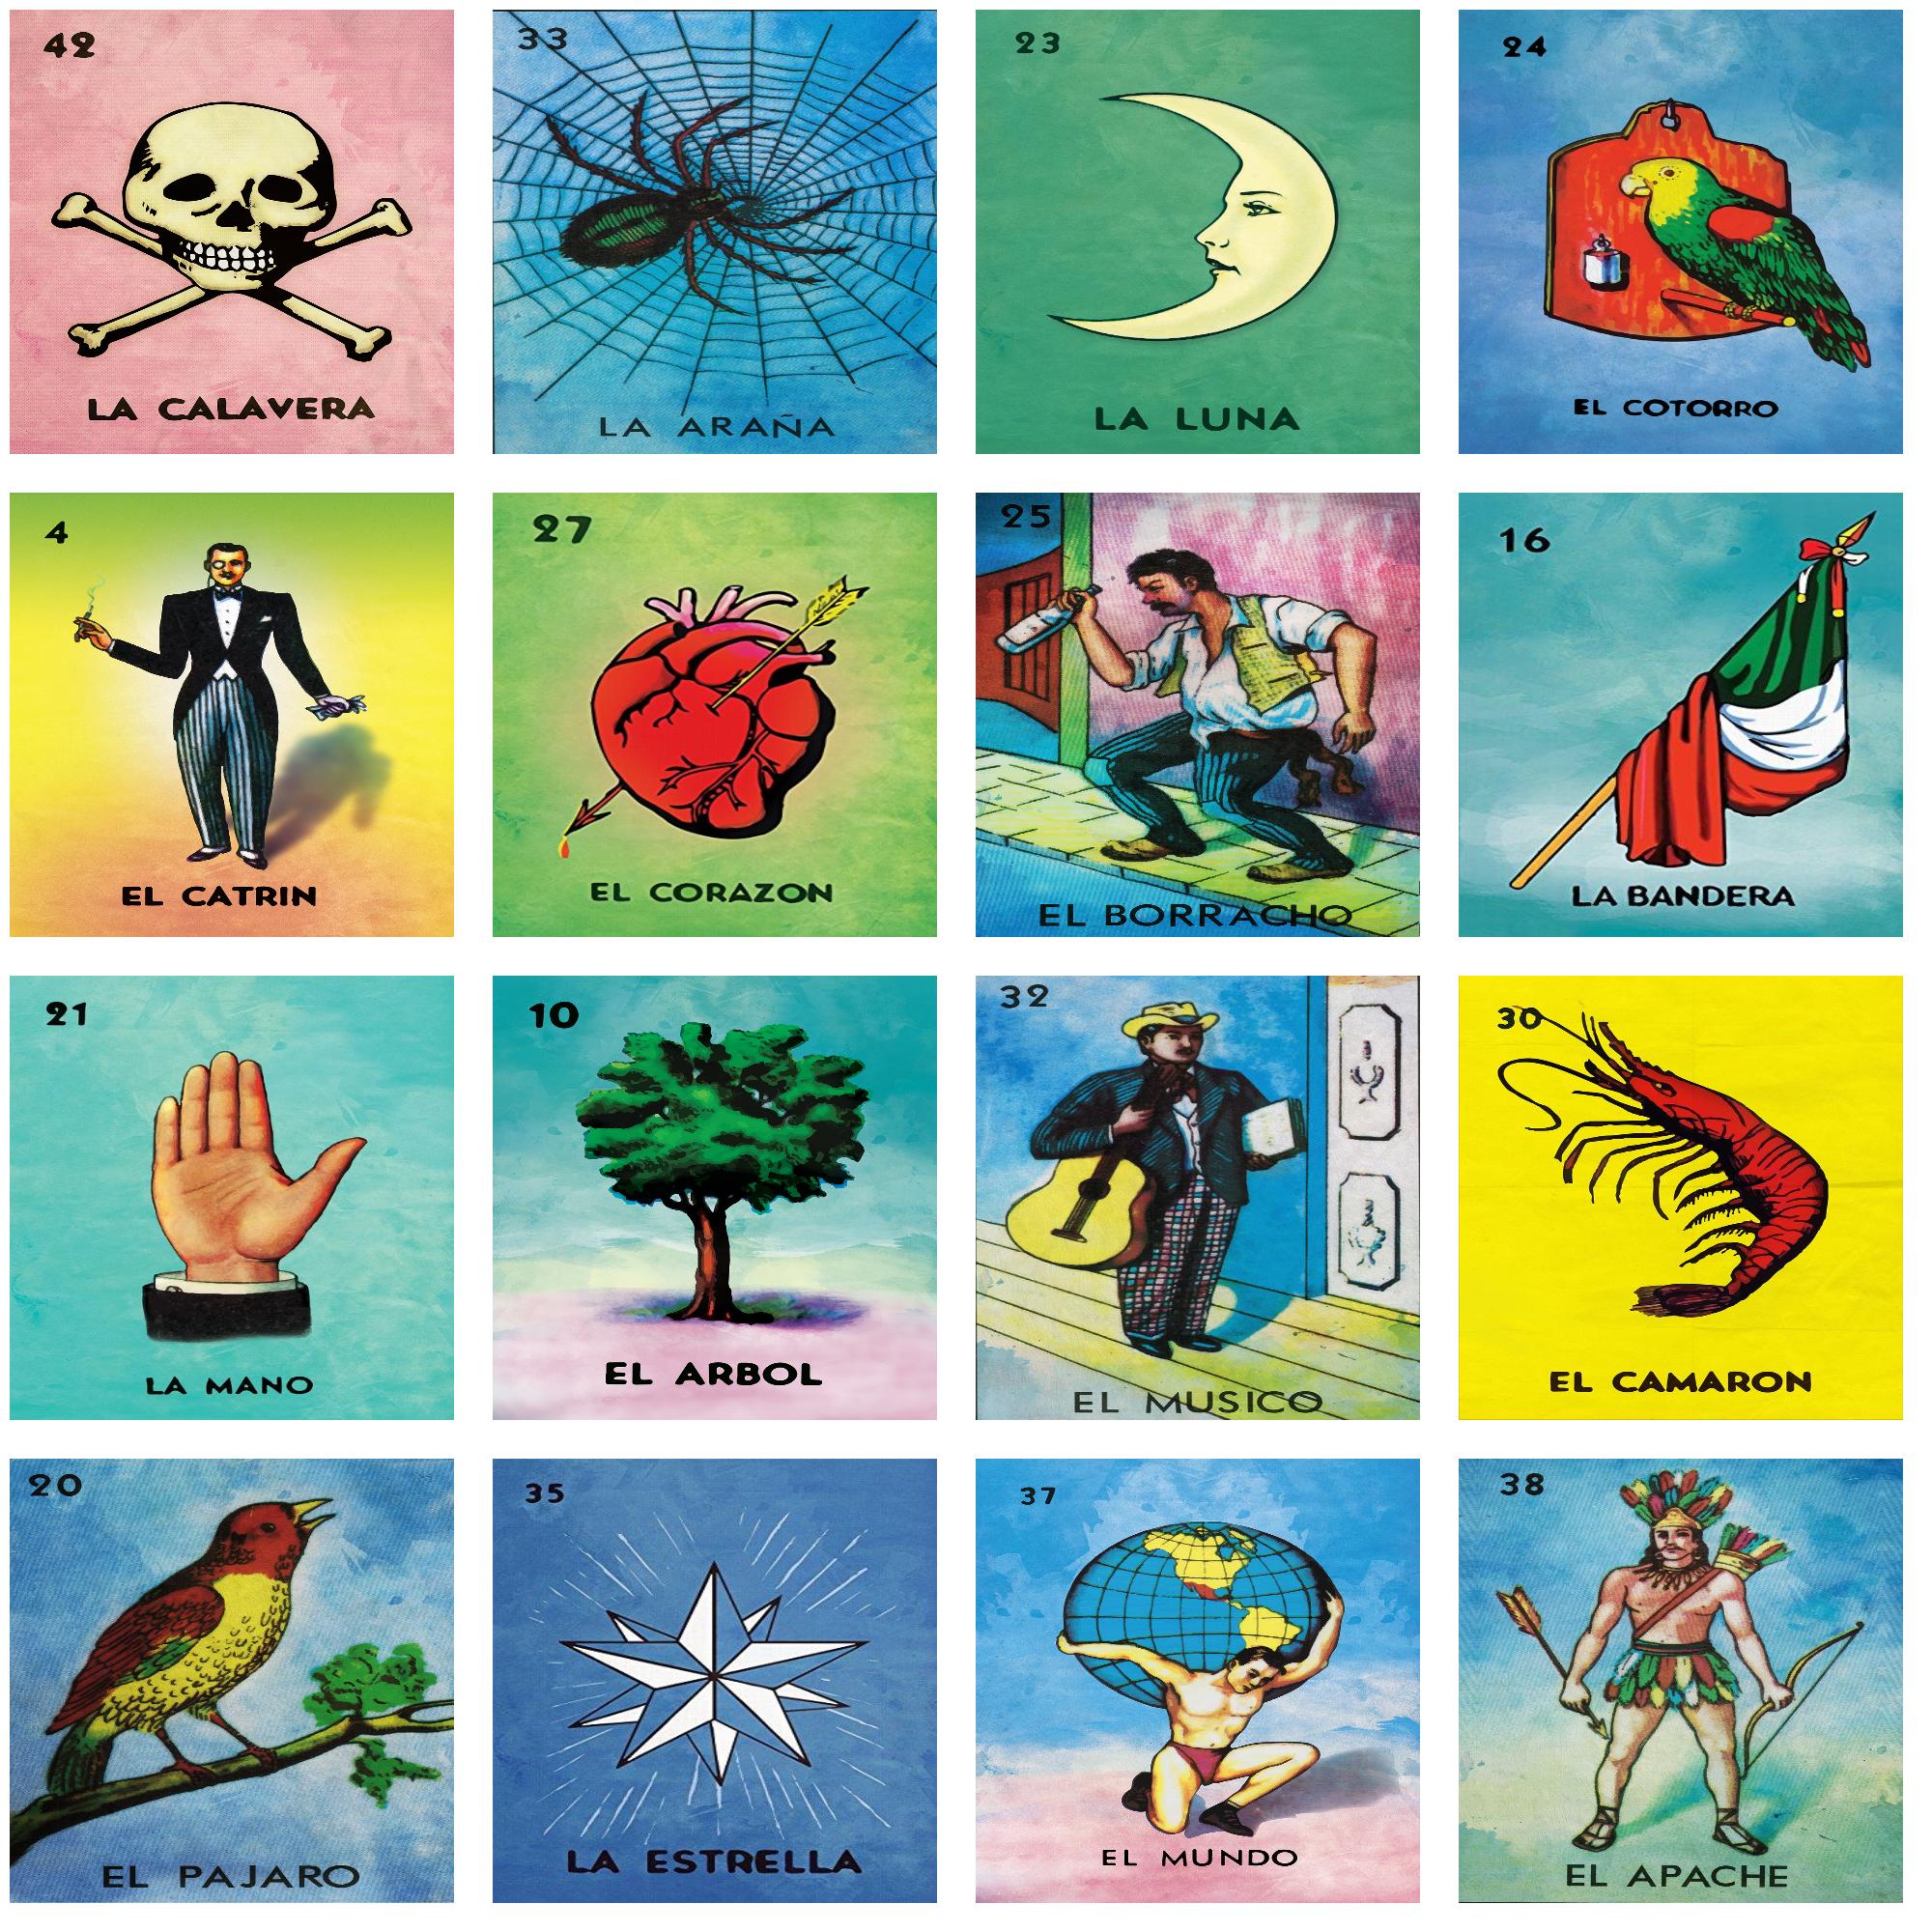 42
LA CALAVERA
33
LA ARAÑA
23
LA LUNA
24
EL COTORRO
4
EL CATRIN
27
EL CORAZON
25
EL BORRACHO
16
LA BANDERA
21
LA MANO
10
EL ARBOL
32
EL MUSICO
30
EL CAMARON
20
EL PAJARO
35
LA ESTRELLA
37
EL MUNDO
38
EL APACHE